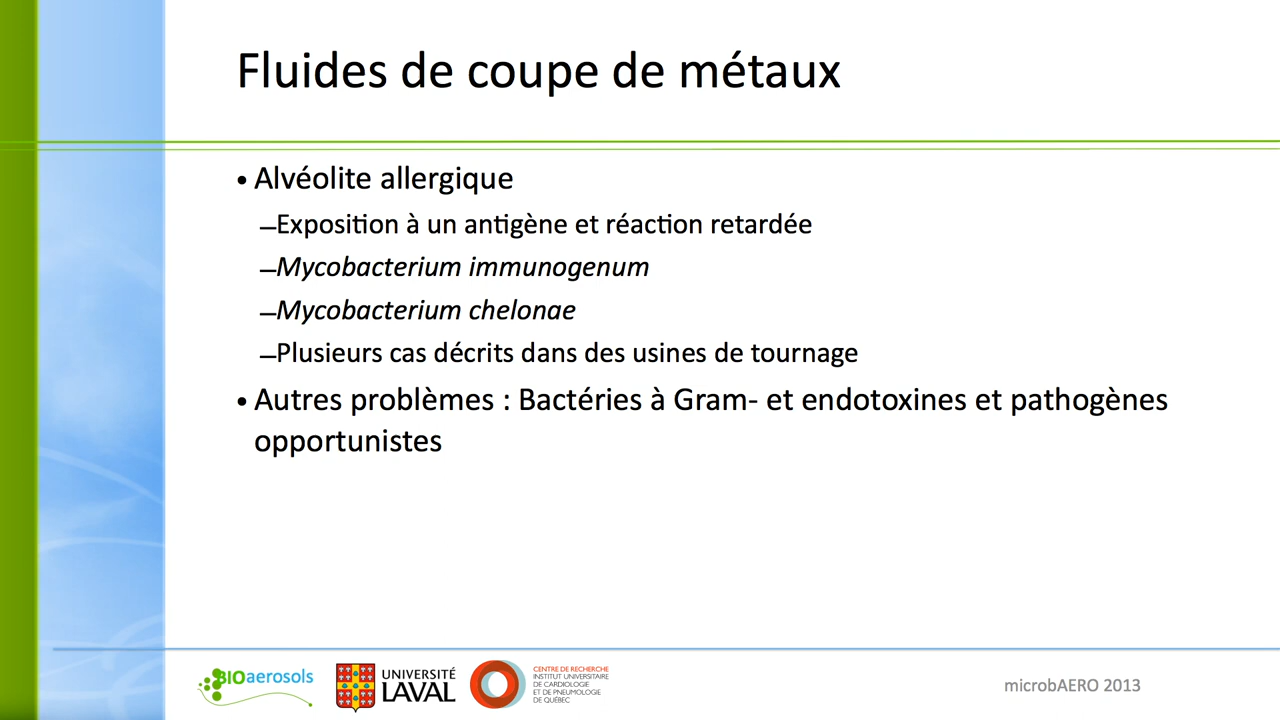 Fluides de coupe de métaux
• Alvéolite allergique
–Exposition à un antigène et réaction retardée
–Mycobacterium immunogenum
–Mycobacterium chelonae
–Plusieurs cas décrits dans des usines de tournage
• Autres problèmes : Bactéries à Gram- et endotoxines et pathogènes
opportunistes
BIOaerosols
UNIVERSITÉ
LAVAL
CENTRE DE RECHERCHE
INSTITUT UNIVERSITAIRE
DE CARDIOLOGIE
ET DE PNEUMOLOGIE
DE QUÉBEC
microbAERO 2013